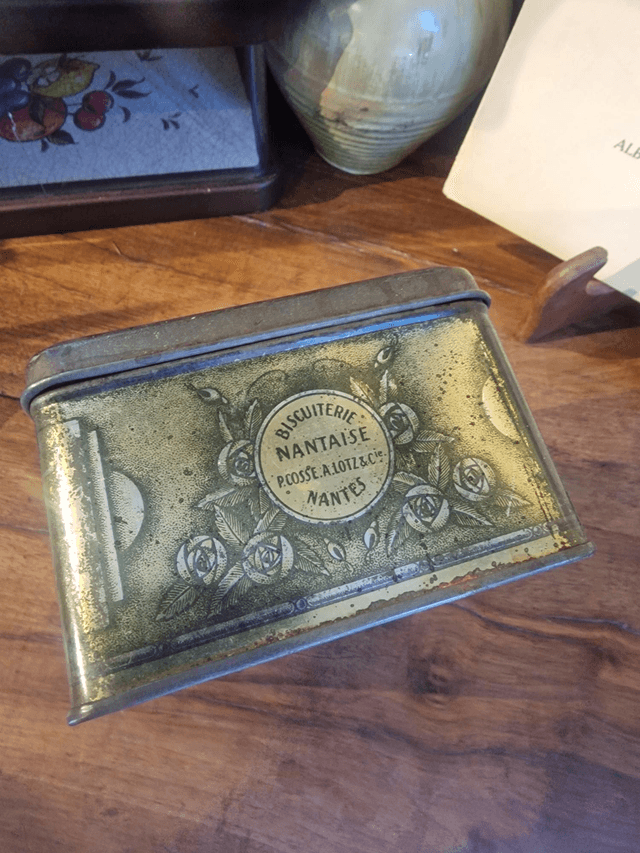 BISCUITERIE
NANTAISE
P.COSSE.A.LOTZ & Cie.
NANTES